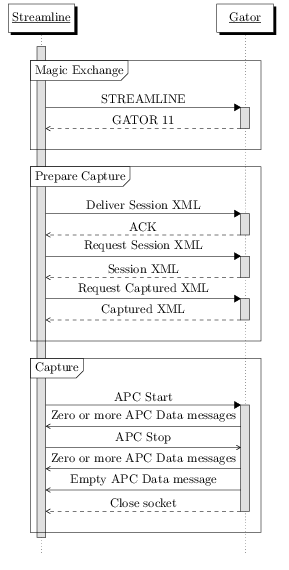 Streamline
Gator
Magic Exchange
STREAMLINE
GATOR 11
Prepare Capture
Deliver Session XML
ACK
Request Session XML
Session XML
Request Captured XML
Captured XML
Capture
APC Start
Zero or more APC Data messages
APC Stop
Zero or more APC Data messages
Empty APC Data message
Close socket